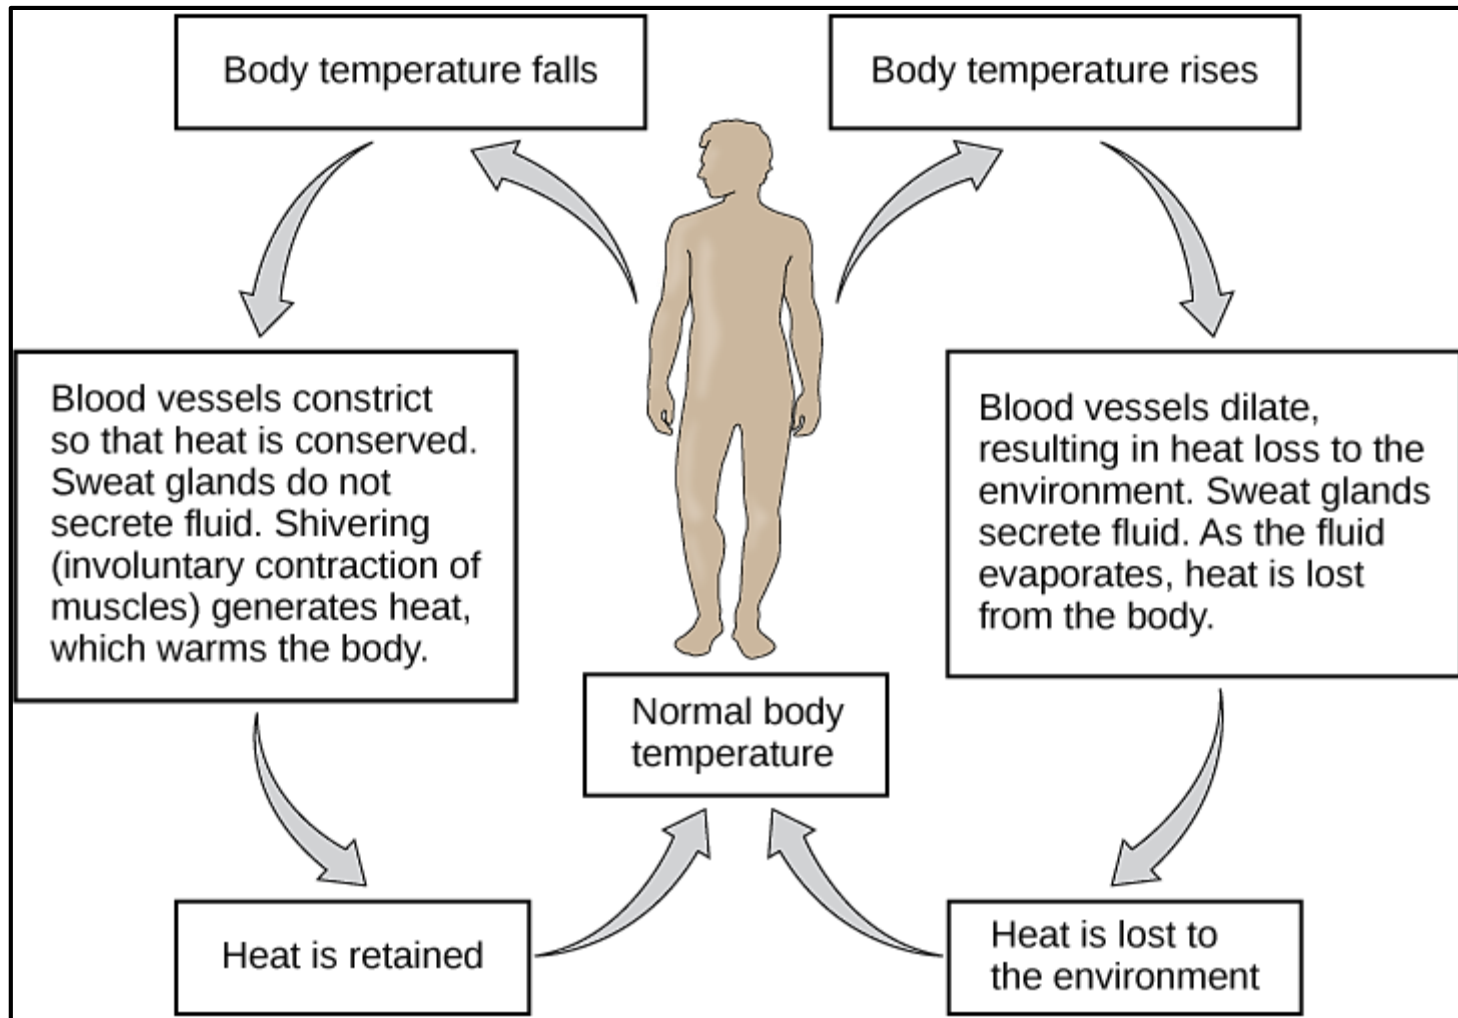 Body temperature falls
Body temperature rises
Blood vessels constrict
so that heat is conserved.
Sweat glands do not
secrete fluid. Shivering
(involuntary contraction of
muscles) generates heat,
which warms the body.
Blood vessels dilate,
resulting in heat loss to the
environment. Sweat glands
secrete fluid. As the fluid
evaporates, heat is lost
from the body.
Normal body
temperature
Heat is retained
Heat is lost to
the environment